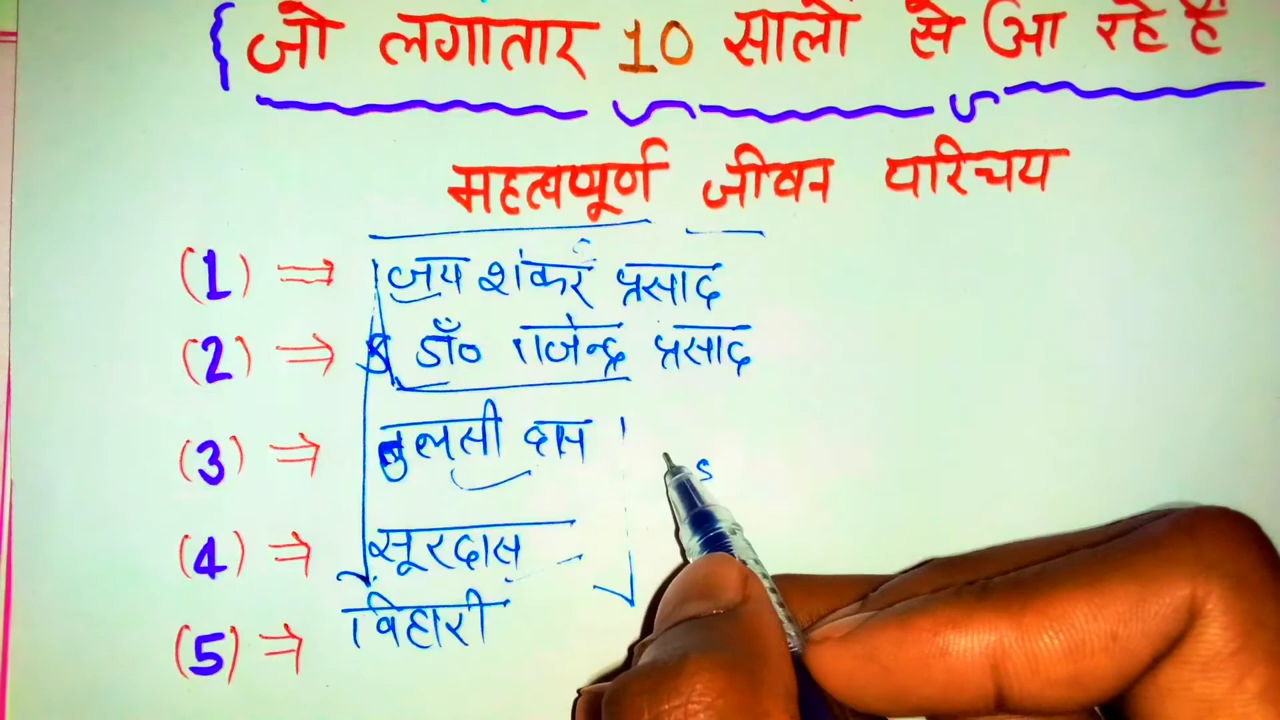 { जो लगातार 10 सालों से आ रहे हैं
महत्वपूर्ण जीवन परिचय
(1) ⇒ जय शंकर प्रसाद
(2) ⇒ डॉ० राजेन्द्र प्रसाद
(3) ⇒ तुलसी दास
(4) ⇒ सूरदास
(5) ⇒ बिहारी